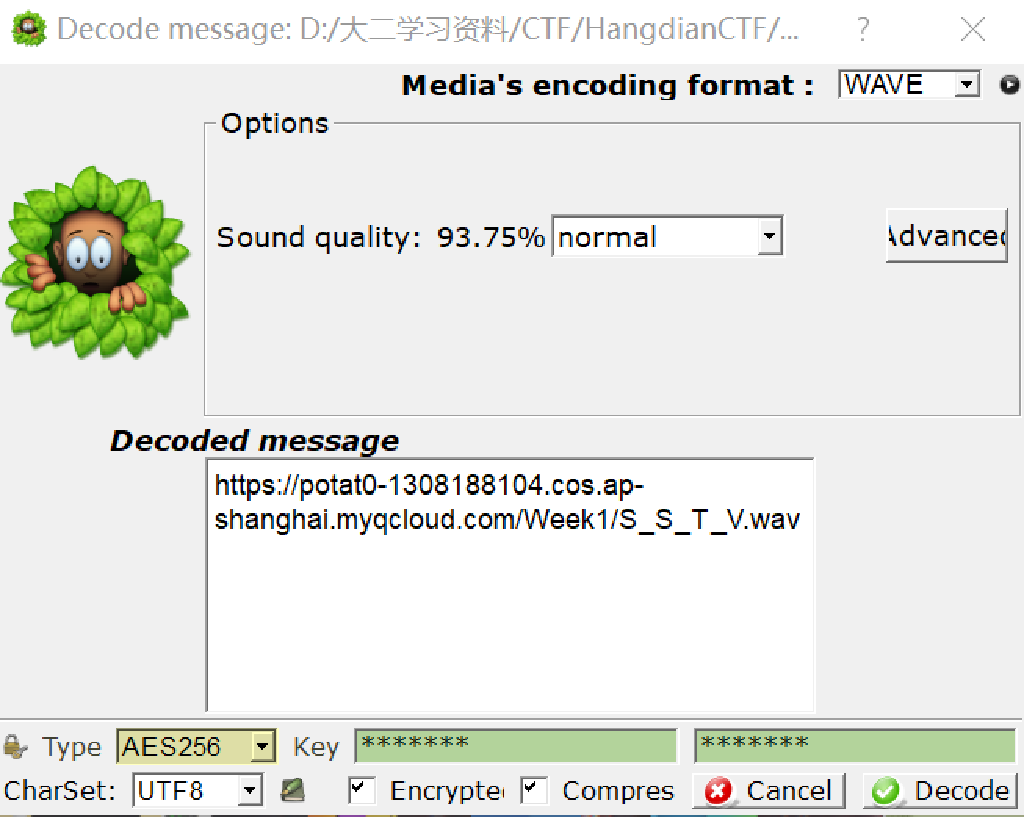 Decode message: D:/大二学习资料/CTF/HangdianCTF/...
Media's encoding format : WAVE
Options
Sound quality: 93.75% normal
Advanced
Decoded message
https://potat0-1308188104.cos.ap-
shanghai.myqcloud.com/Week1/S_S_T_V.wav
Type AES256 Key ******* *******
CharSet: UTF8 Encrypte Compres Cancel Decode